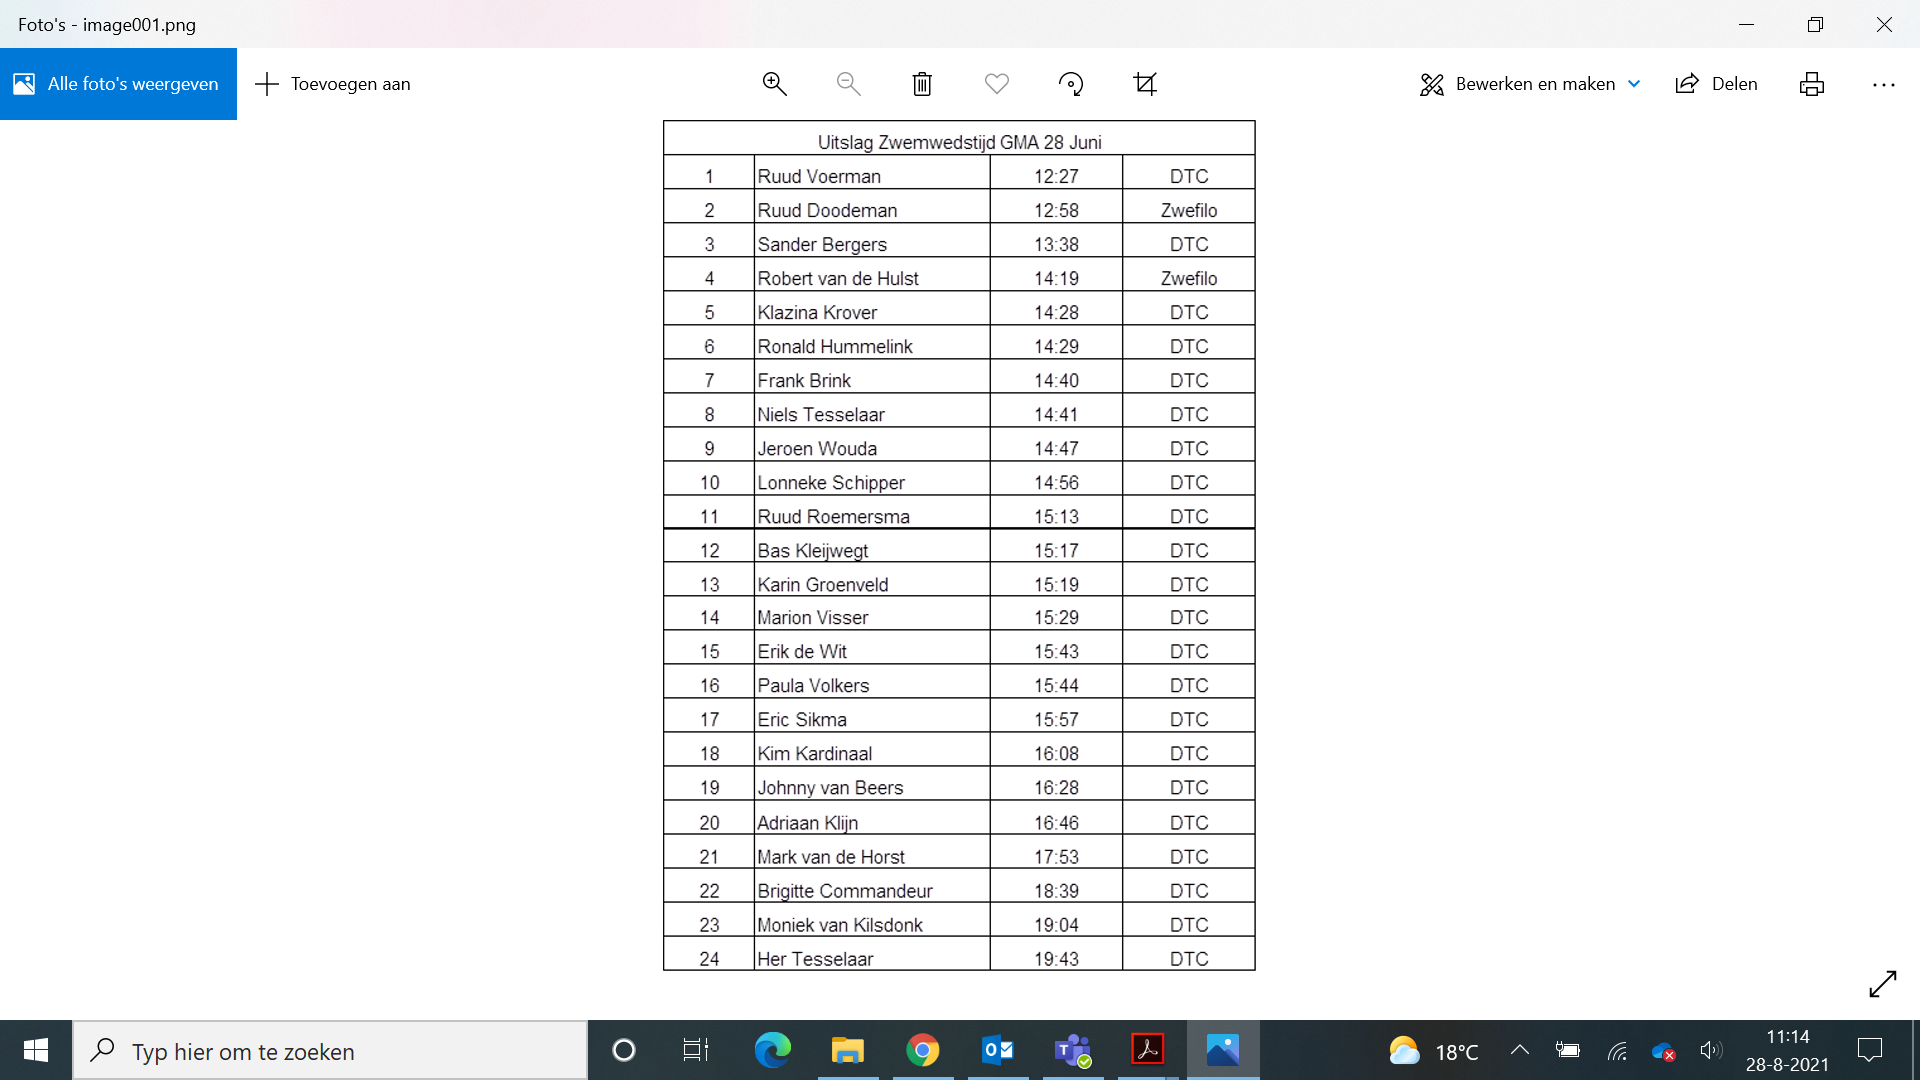 Foto's - image001.png
Alle foto's weergeven
Toevoegen aan
Bewerken en maken
Delen
Uitslag Zwemwedstijd GMA 28 Juni
1 Ruud Voerman 12:27 DTC
2 Ruud Doodeman 12:58 Zwefilo
3 Sander Bergers 13:38 DTC
4 Robert van de Hulst 14:19 Zwefilo
5 Klazina Krover 14:28 DTC
6 Ronald Hummelink 14:29 DTC
7 Frank Brink 14:40 DTC
8 Niels Tesselaar 14:41 DTC
9 Jeroen Wouda 14:47 DTC
10 Lonneke Schipper 14:56 DTC
11 Ruud Roemersma 15:13 DTC
12 Bas Kleijwegt 15:17 DTC
13 Karin Groenveld 15:19 DTC
14 Marion Visser 15:29 DTC
15 Erik de Wit 15:43 DTC
16 Paula Volkers 15:44 DTC
17 Eric Sikma 15:57 DTC
18 Kim Kardinaal 16:08 DTC
19 Johnny van Beers 16:28 DTC
20 Adriaan Klijn 16:46 DTC
21 Mark van de Horst 17:53 DTC
22 Brigitte Commandeur 18:39 DTC
23 Moniek van Kilsdonk 19:04 DTC
24 Her Tesselaar 19:43 DTC
Typ hier om te zoeken
18°C
11:14
28-8-2021